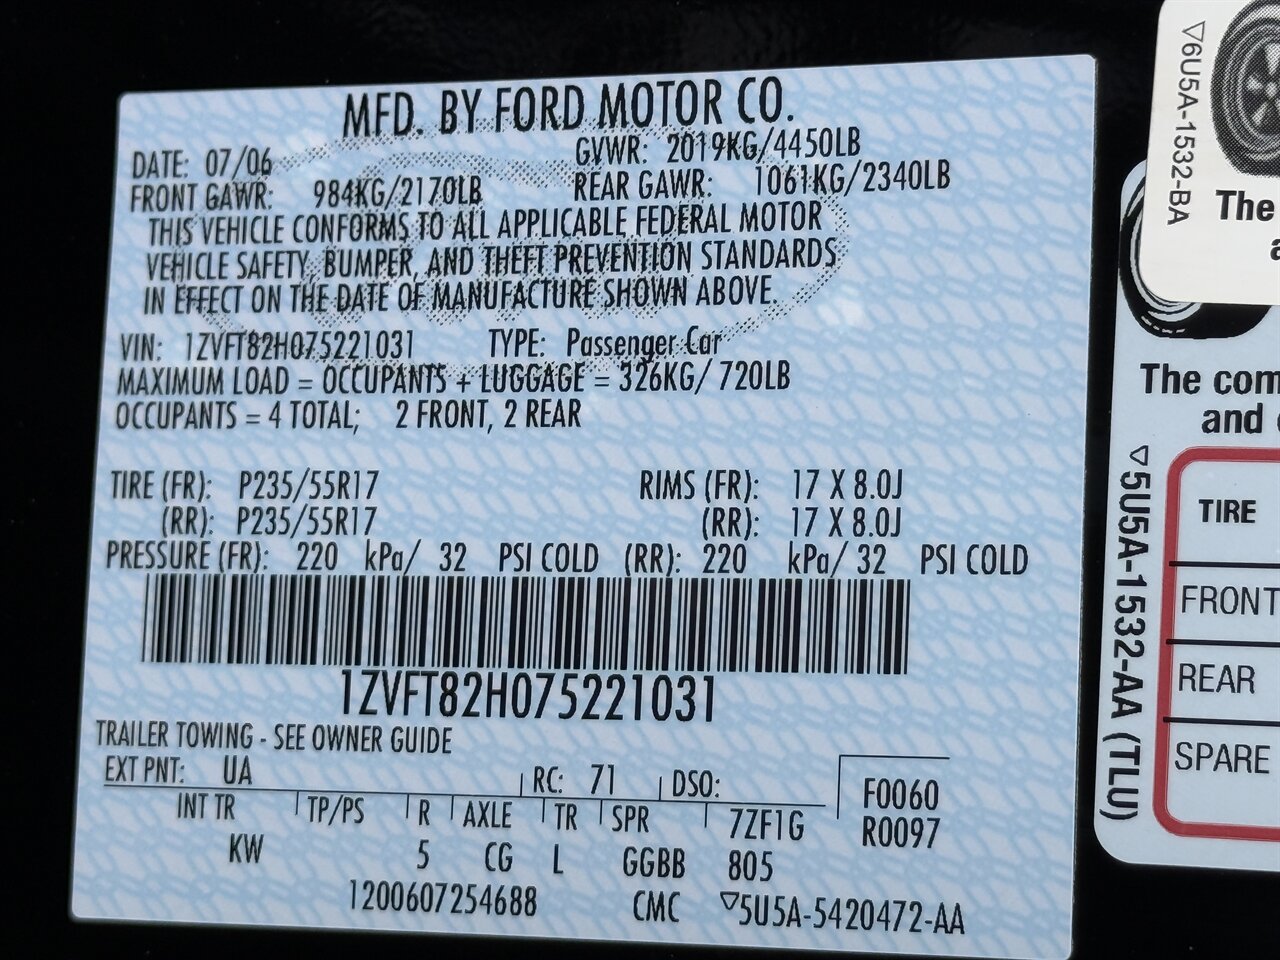 MFD. BY FORD MOTOR CO.
DATE: 07/06 GVWR: 2019KG/4450LB
FRONT GAWR: 984KG/2170LB REAR GAWR: 1061KG/2340LB
THIS VEHICLE CONFORMS TO ALL APPLICABLE FEDERAL MOTOR
VEHICLE SAFETY, BUMPER, AND THEFT PREVENTION STANDARDS
IN EFFECT ON THE DATE OF MANUFACTURE SHOWN ABOVE.
VIN: 1ZVFT82H075221031 TYPE: Passenger Car
MAXIMUM LOAD = OCCUPANTS + LUGGAGE = 326KG/ 720LB
OCCUPANTS = 4 TOTAL; 2 FRONT, 2 REAR
TIRE (FR): P235/55R17 RIMS (FR): 17 X 8.0J
(RR): P235/55R17 (RR): 17 X 8.0J
PRESSURE (FR): 220 kPa/ 32 PSI COLD (RR): 220 kPa/ 32 PSI COLD
1ZVFT82H075221031
TRAILER TOWING - SEE OWNER GUIDE
EXT PNT: UA RC: 71 DSO:
F0060
R0097
INT TR TP/PS R AXLE TR SPR 7ZF1G
KW 5 CG L GGBB 805
1200607254688 CMC ▽5U5A-5420472-AA
▽6U5A-1532-BA
The
a
The com
and
▽5U5A-1532-AA (TLU)
TIRE
FRONT
REAR
SPARE